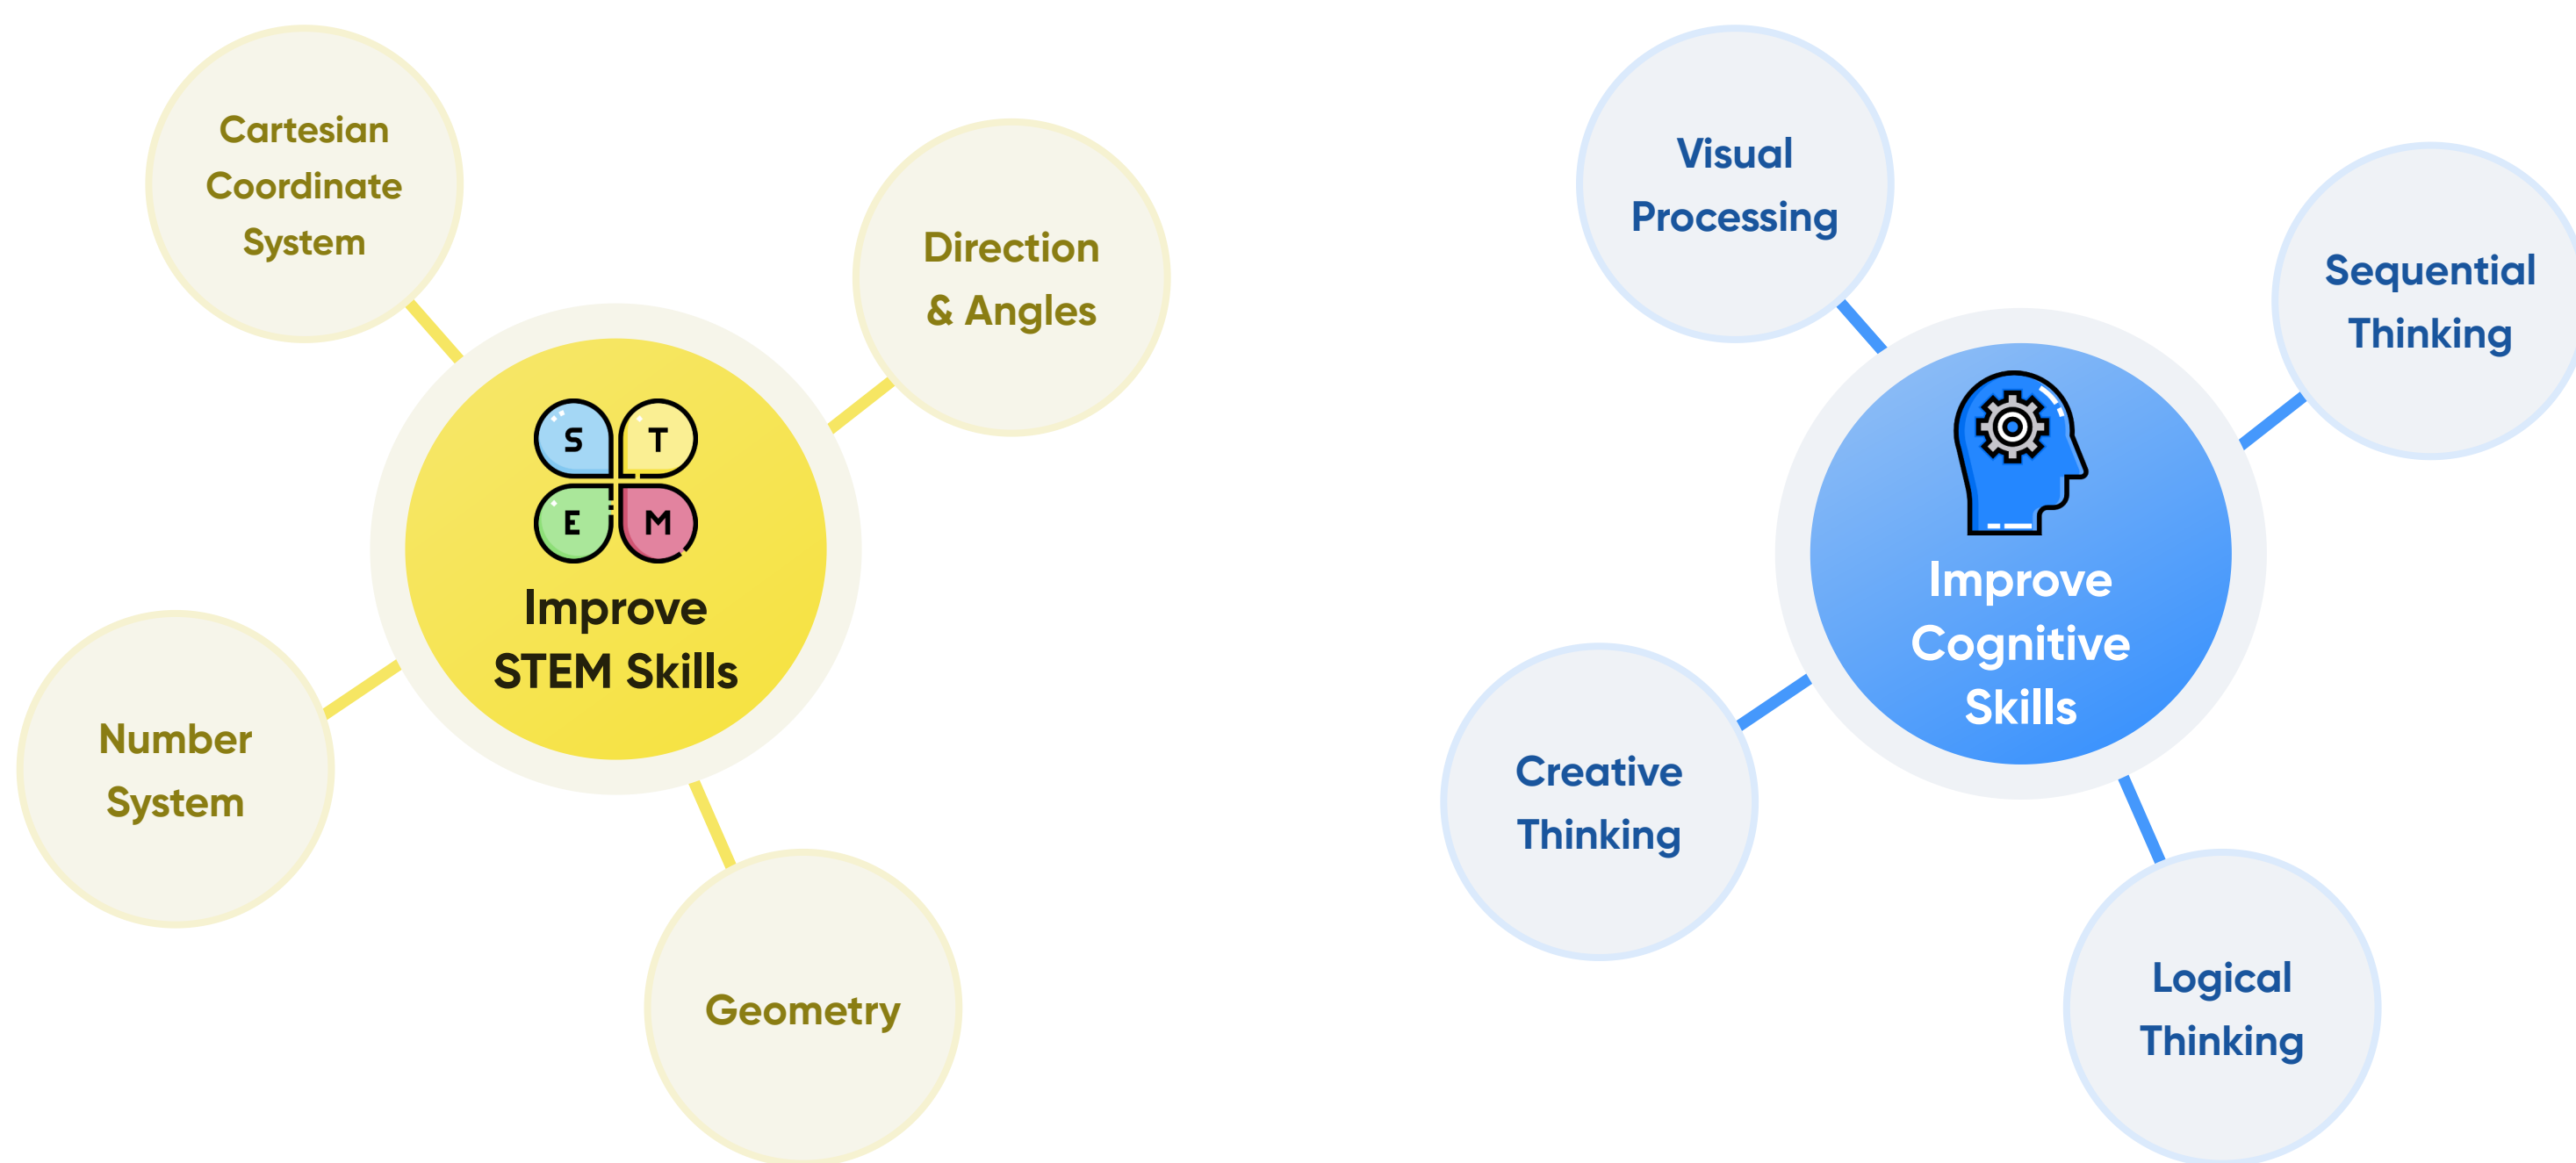 Cartesian
Coordinate
System
Direction
& Angles
S T
E M
Improve
STEM Skills
Number
System
Geometry
Visual
Processing
Sequential
Thinking
Improve
Cognitive
Skills
Creative
Thinking
Logical
Thinking